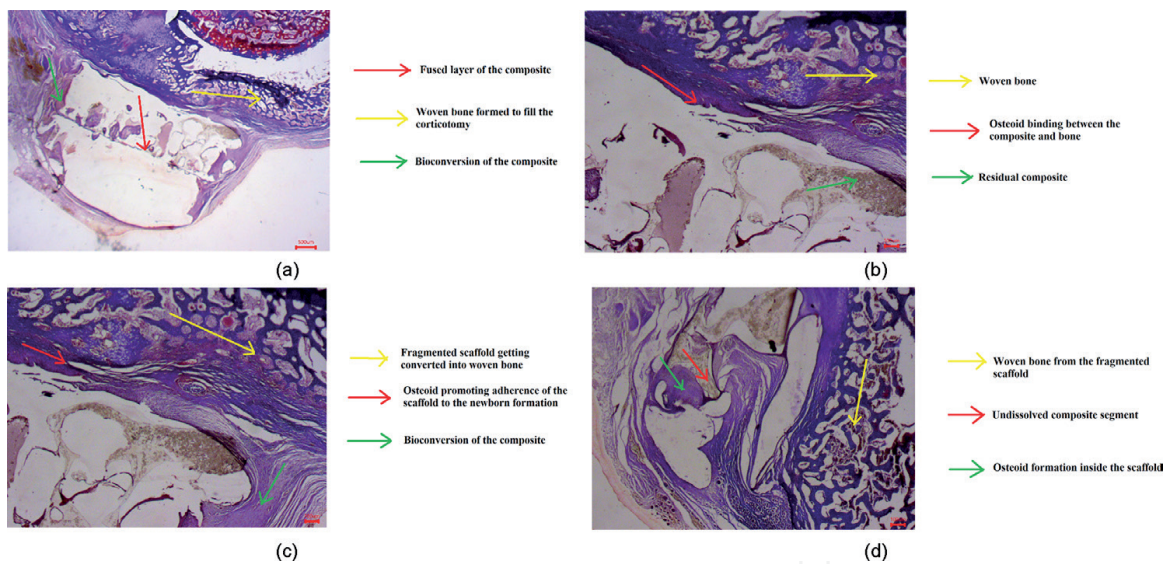 Fused layer of the composite
Woven bone formed to fill the
corticotomy
Bioconversion of the composite
(a)
Woven bone
Osteoid binding between the
composite and bone
Residual composite
(b)
Fragmented scaffold getting
converted into woven bone
Osteoid promoting adherence of the
scaffold to the newborn formation
Bioconversion of the composite
(c)
Woven bone from the fragmented
scaffold
Undissolved composite segment
Osteoid formation inside the scaffold
(d)